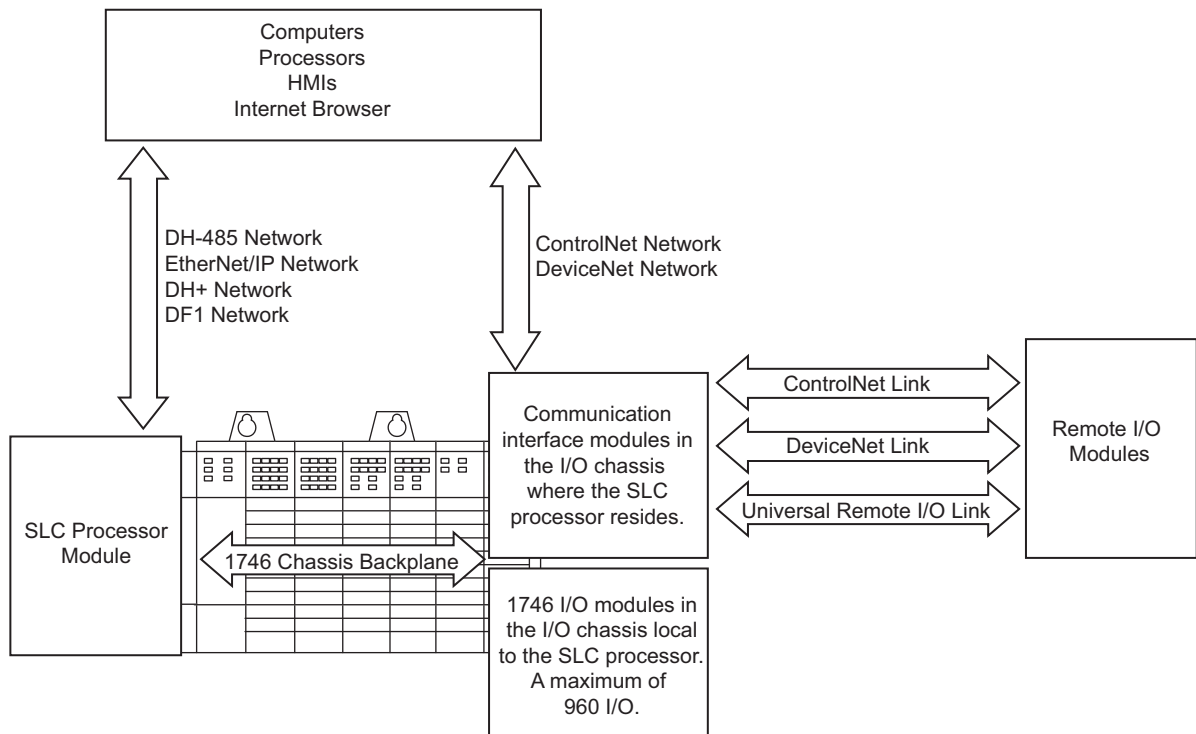 Computers
Processors
HMIs
Internet Browser
DH-485 Network
EtherNet/IP Network
DH+ Network
DF1 Network
ControlNet Network
DeviceNet Network
SLC Processor
Module
1746 Chassis Backplane
Communication
interface modules in
the I/O chassis
where the SLC
processor resides.
1746 I/O modules in
the I/O chassis local
to the SLC processor.
A maximum of
960 I/O.
ControlNet Link
DeviceNet Link
Universal Remote I/O Link
Remote I/O
Modules